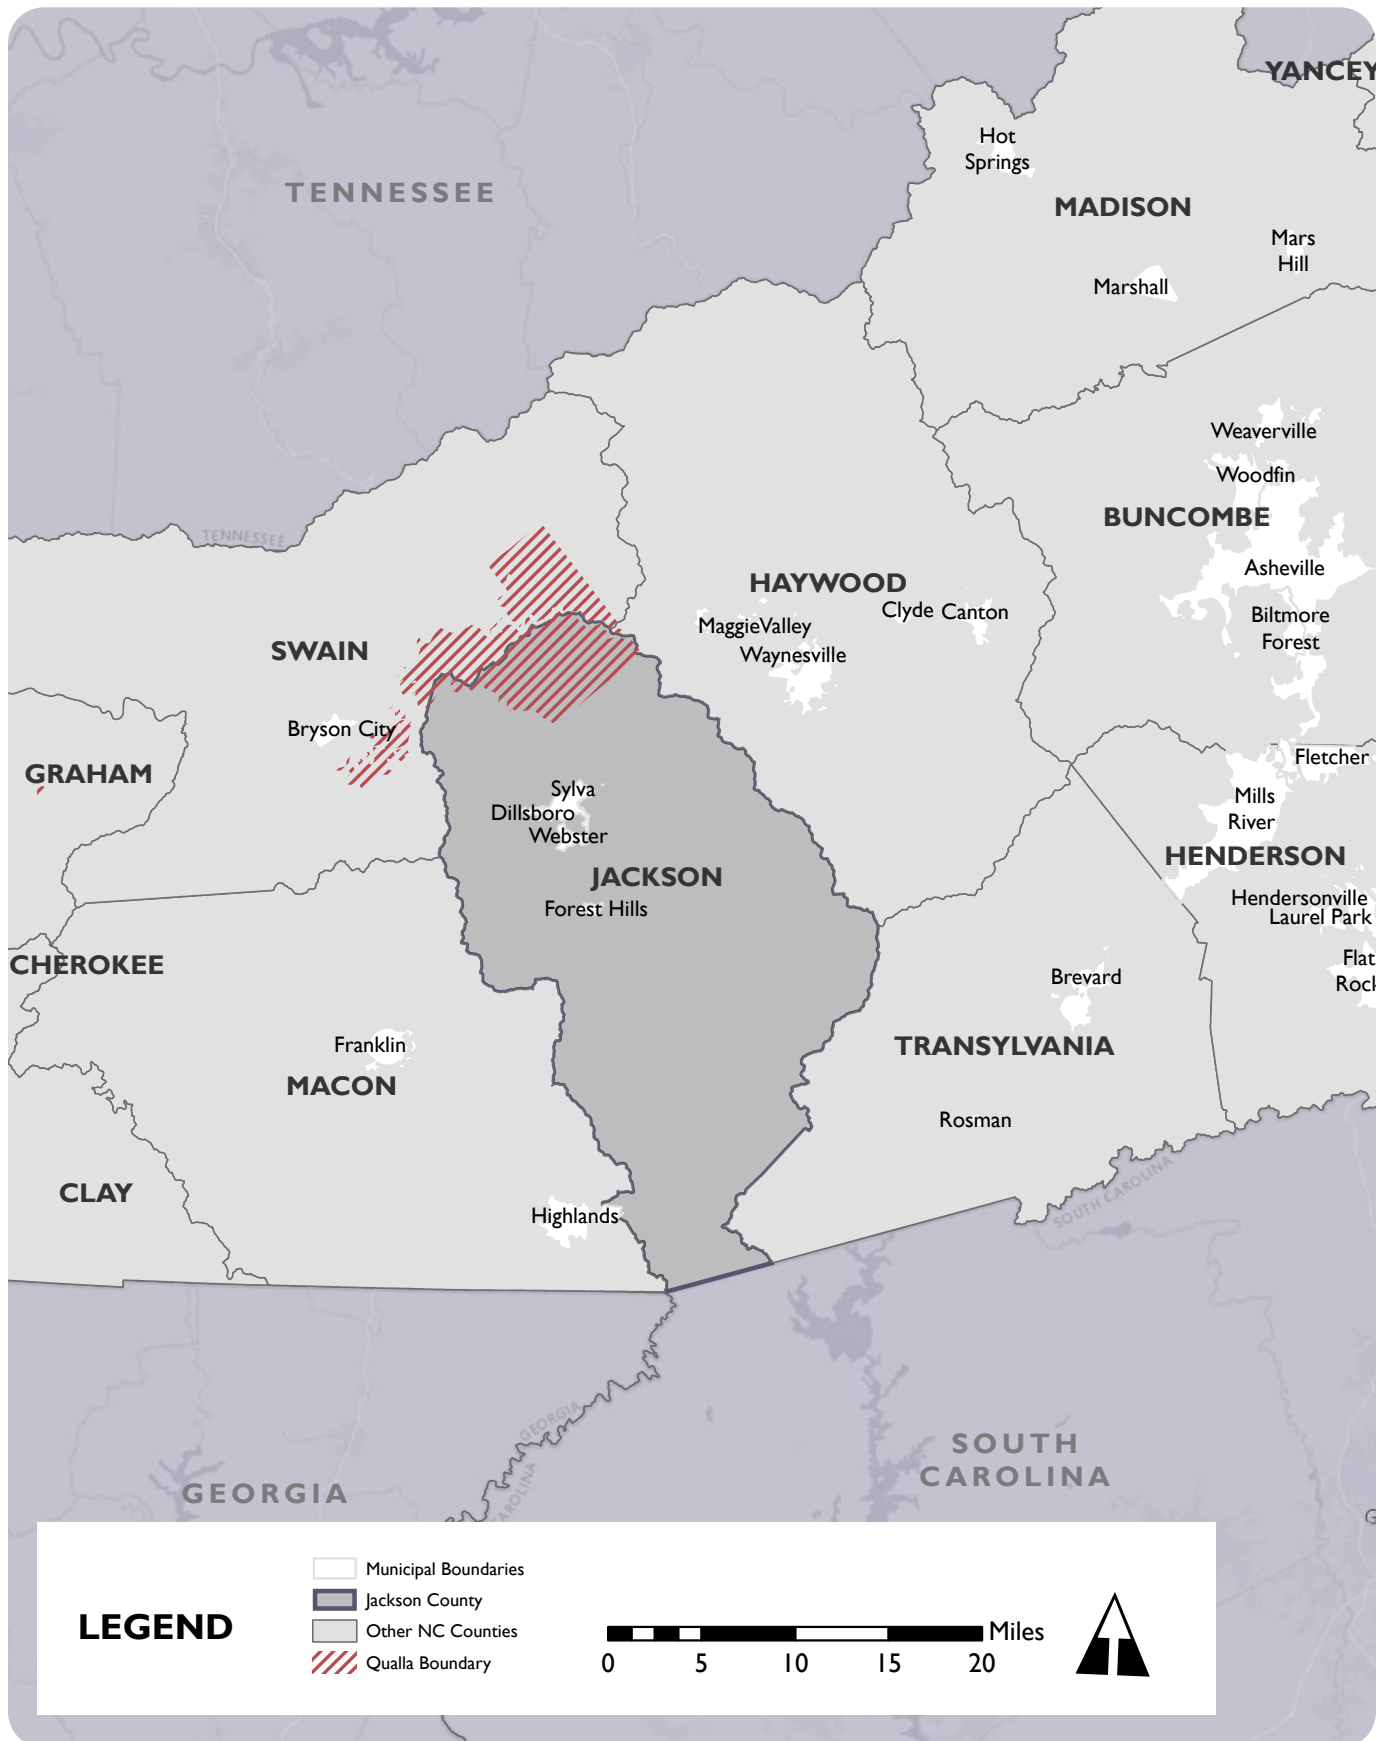 YANCEY
Hot
Springs
TENNESSEE
MADISON
Mars
Hill
Marshall
Weaverville
Woodfin
BUNCOMBE
TENNESSEE
Asheville
HAYWOOD
Clyde
Canton
Biltmore
Forest
MaggieValley
Waynesville
SWAIN
Bryson City
Fletcher
GRAHAM
Sylva
Dillsboro
Webster
Mills
River
HENDERSON
JACKSON
Hendersonville
Laurel Park
Forest Hills
CHEROKEE
Flat
Rock
Brevard
Franklin
TRANSYLVANIA
MACON
Rosman
CLAY
SOUTH CAROLINA
Highlands
GEORGIA
SOUTH
CAROLINA
GEORGIA
LEGEND
Municipal Boundaries
Jackson County
Other NC Counties
Qualla Boundary
Miles
0 5 10 15 20